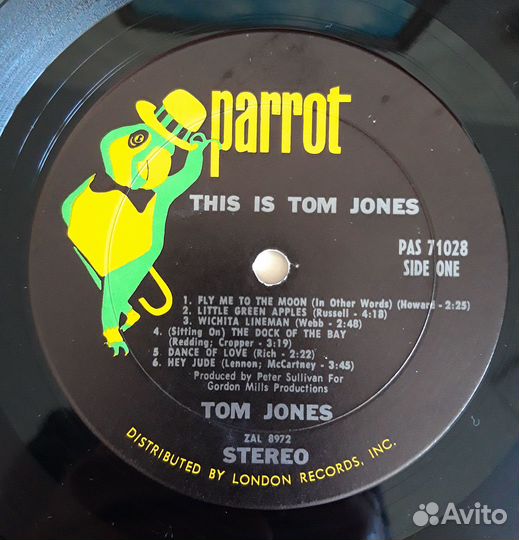 parrot
THIS IS TOM JONES
PAS 71028
SIDE ONE
1. FLY ME TO THE MOON (In Other Words) (Howard - 2:25)
2. LITTLE GREEN APPLES (Russell - 4:18)
3. WICHITA LINEMAN (Webb - 2:48)
4. (Sitting On) THE DOCK OF THE BAY
(Redding; Cropper - 3:19)
5 DANCE OF LOVE (Rich - 2:22)
6. HEY JUDE (Lennon; McCartney - 3:45)
Produced by Peter Sullivan For
Gordon Mills Productions
TOM JONES
ZAL 8972
STEREO
DISTRIBUTED BY LONDON RECORDS, INC.
Avito